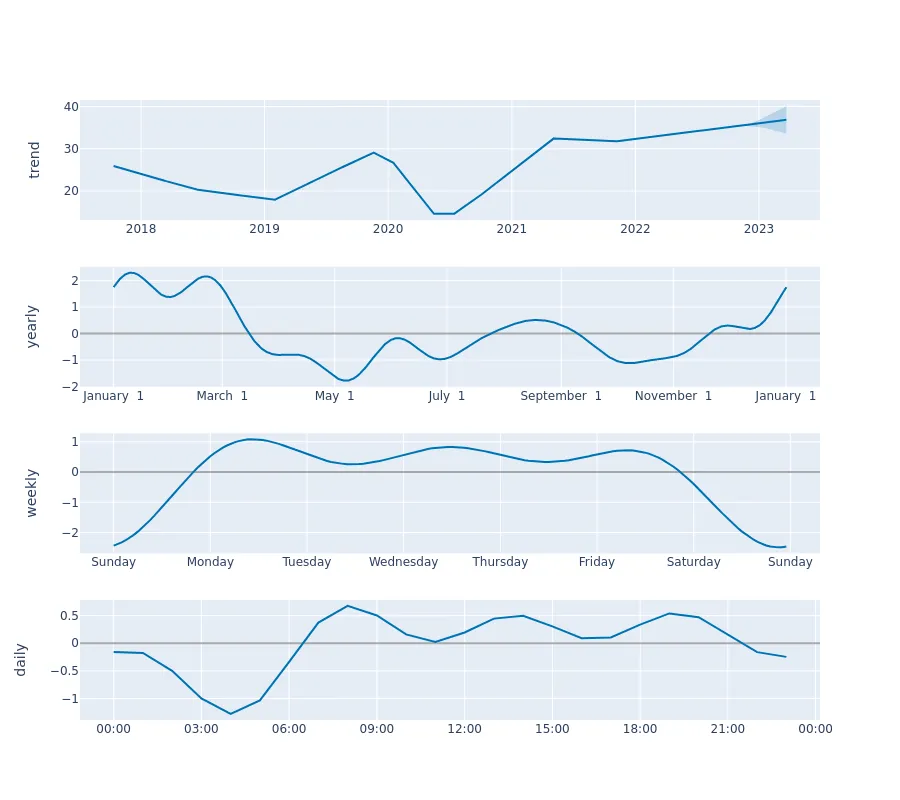 trend
40
30
20
2018 2019 2020 2021 2022 2023
yearly
2
1
0
−1
−2
January 1 March 1 May 1 July 1 September 1 November 1 January 1
weekly
1
0
−1
−2
Sunday Monday Tuesday Wednesday Thursday Friday Saturday Sunday
daily
0.5
0
−0.5
−1
00:00 03:00 06:00 09:00 12:00 15:00 18:00 21:00 00:00